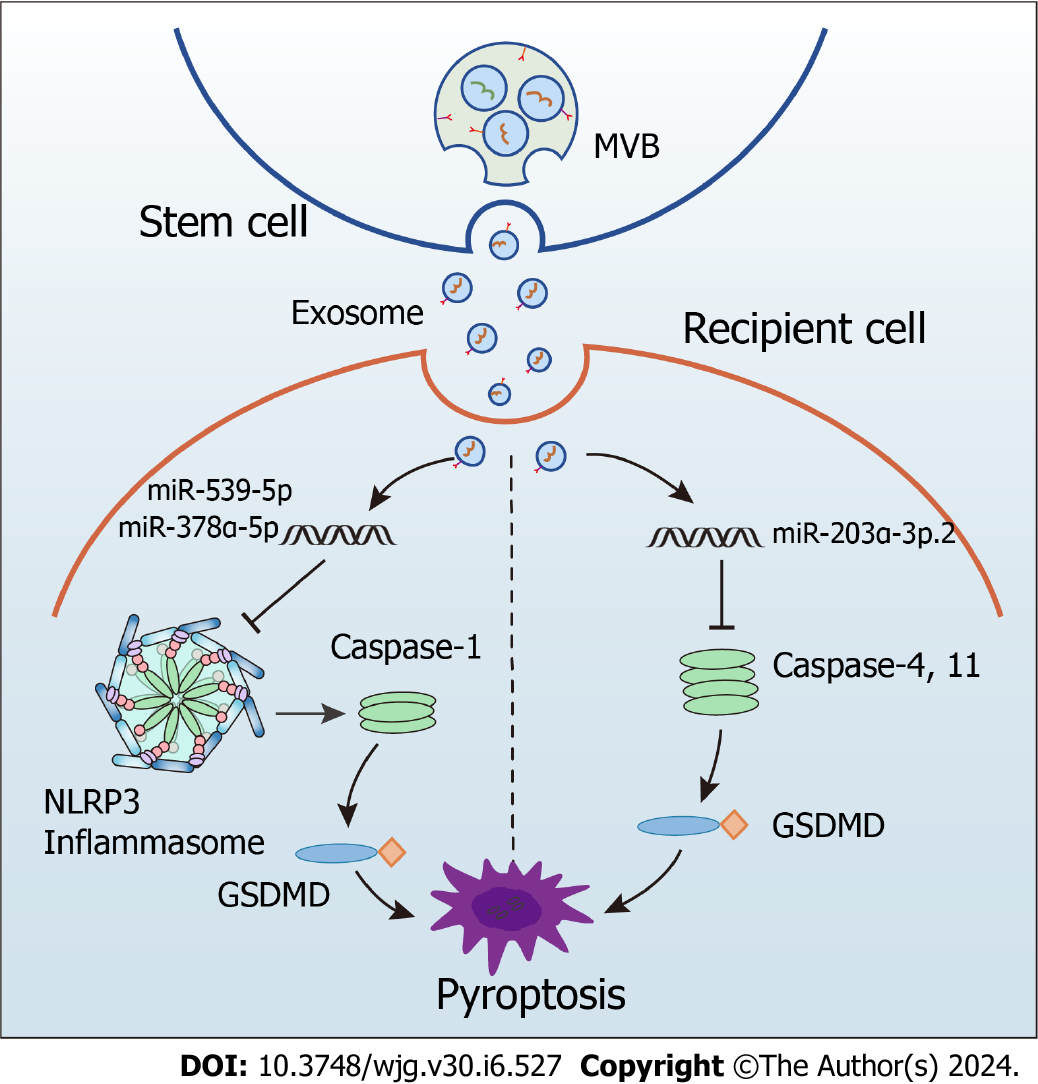 MVB
Stem cell
Exosome
Recipient cell
miR-539-5p
miR-378a-5p
miR-203a-3p.2
Caspase-1
Caspase-4, 11
NLRP3
Inflammasome
GSDMD
GSDMD
Pyroptosis
DOI: 10.3748/wjg.v30.i6.527 Copyright ©The Author(s) 2024.